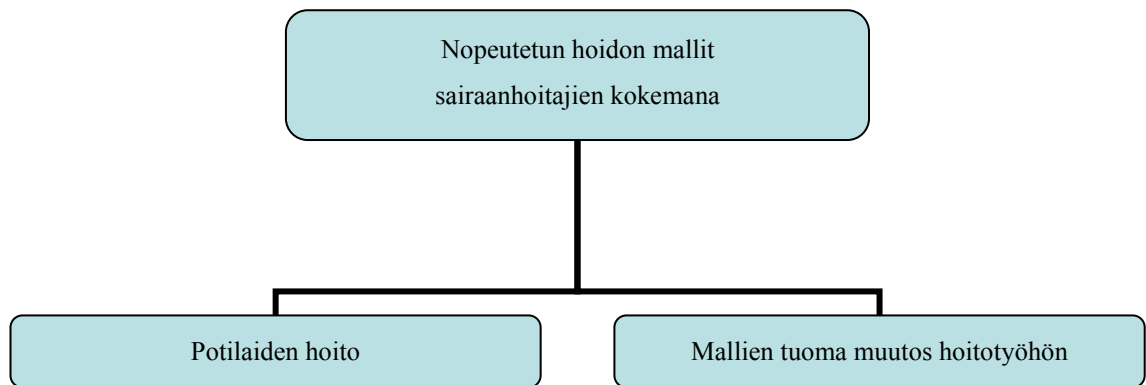 Nopeutetun hoidon mallit
sairaanhoitajien kokemana
Potilaiden hoito
Mallien tuoma muutos hoitotyöhön